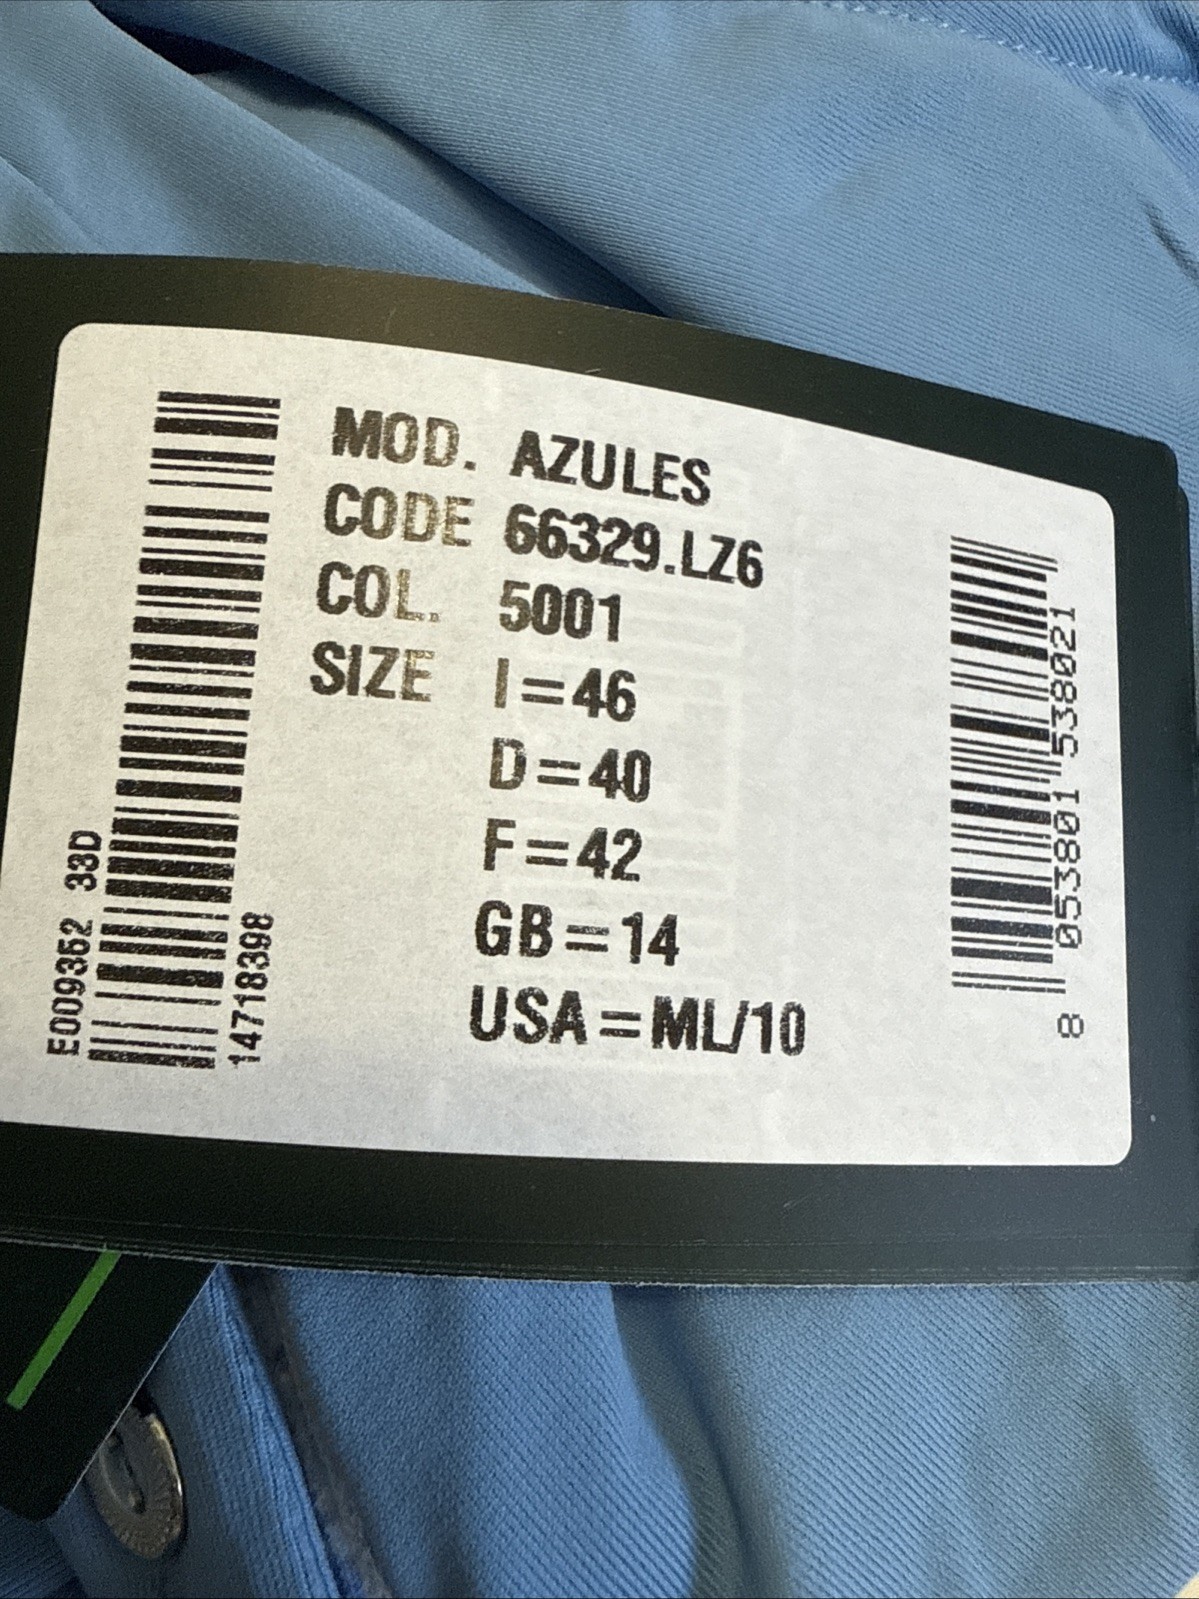 MOD. AZULES
CODE 66329.LZ6
COL. 5001
SIZE I=46
D=40
F=42
GB=14
USA=ML/10
E009352 33D
14718398
8 053801 538021